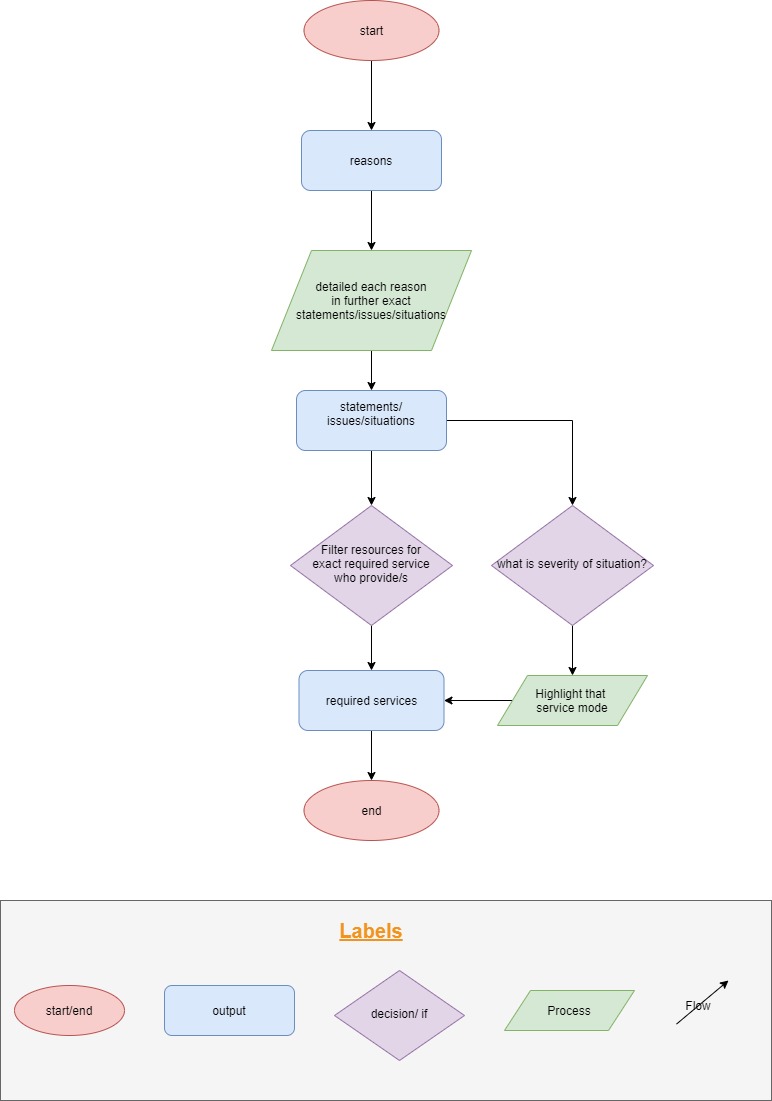 start
reasons
detailed each reason
in further exact
statements/issues/situations
statements/
issues/situations
Filter resources for
exact required service
who provide/s
what is severity of situation?
required services
Highlight that
service mode
end
Labels
start/end
output
decision/ if
Process
Flow